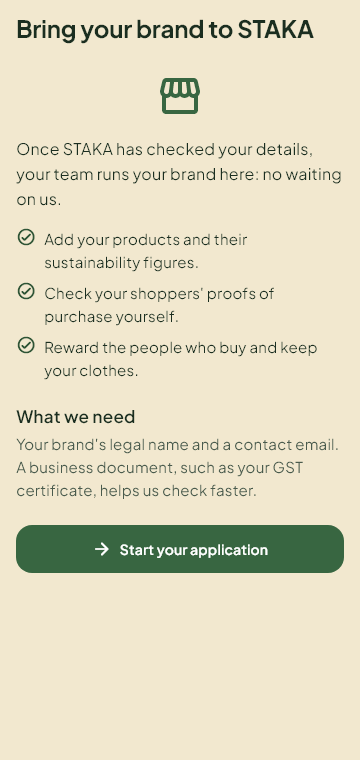 Bring your brand to STAKA
Once STAKA has checked your details,
your team runs your brand here: no waiting
on us.
Add your products and their
sustainability figures.
Check your shoppers' proofs of
purchase yourself.
Reward the people who buy and keep
your clothes.
What we need
Your brand's legal name and a contact email.
A business document, such as your GST
certificate, helps us check faster.
Start your application